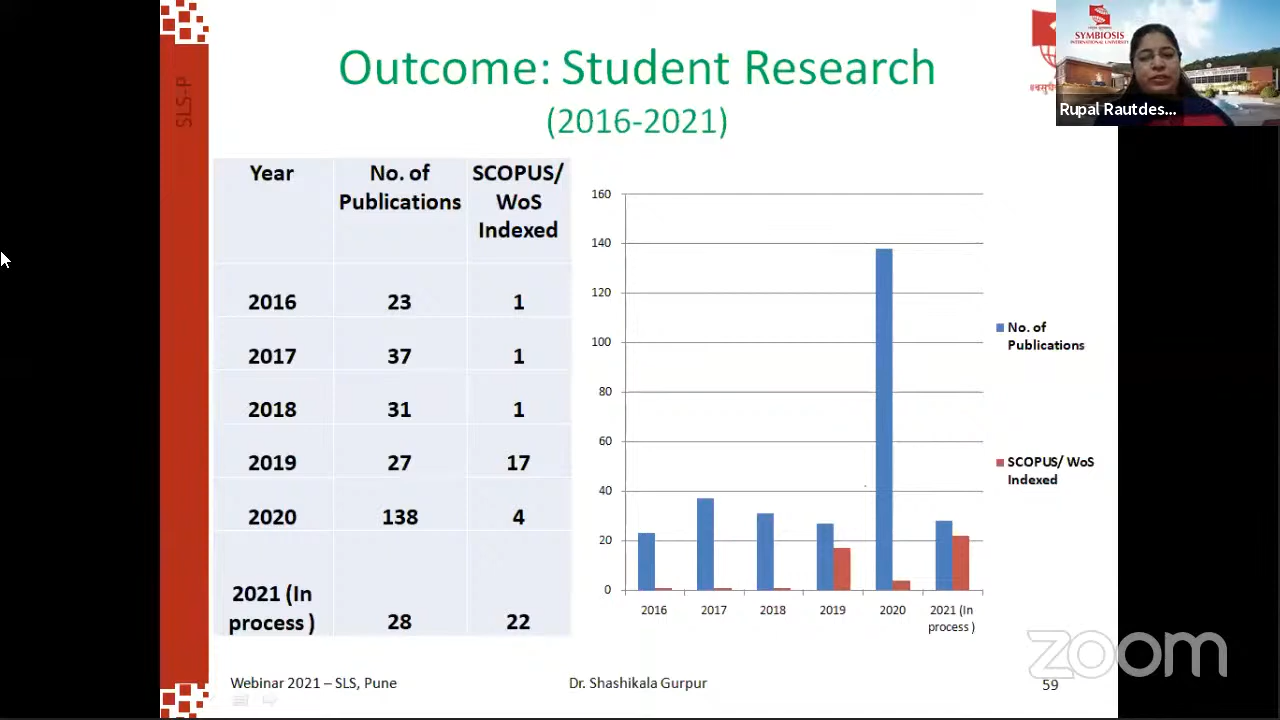 SLS-P
Outcome: Student Research
(2016-2021)
SYMBIOSIS
INTERNATIONAL UNIVERSITY
Rupal Rautdes...
Year No. of Publications SCOPUS/ WoS Indexed
2016 23 1
2017 37 1
2018 31 1
2019 27 17
2020 138 4
2021 (In process ) 28 22
160
140
120
100
80
60
40
20
0
2016 2017 2018 2019 2020 2021 (In
process )
No. of
Publications
SCOPUS/ WoS
Indexed
zoom
Webinar 2021 – SLS, Pune Dr. Shashikala Gurpur 59